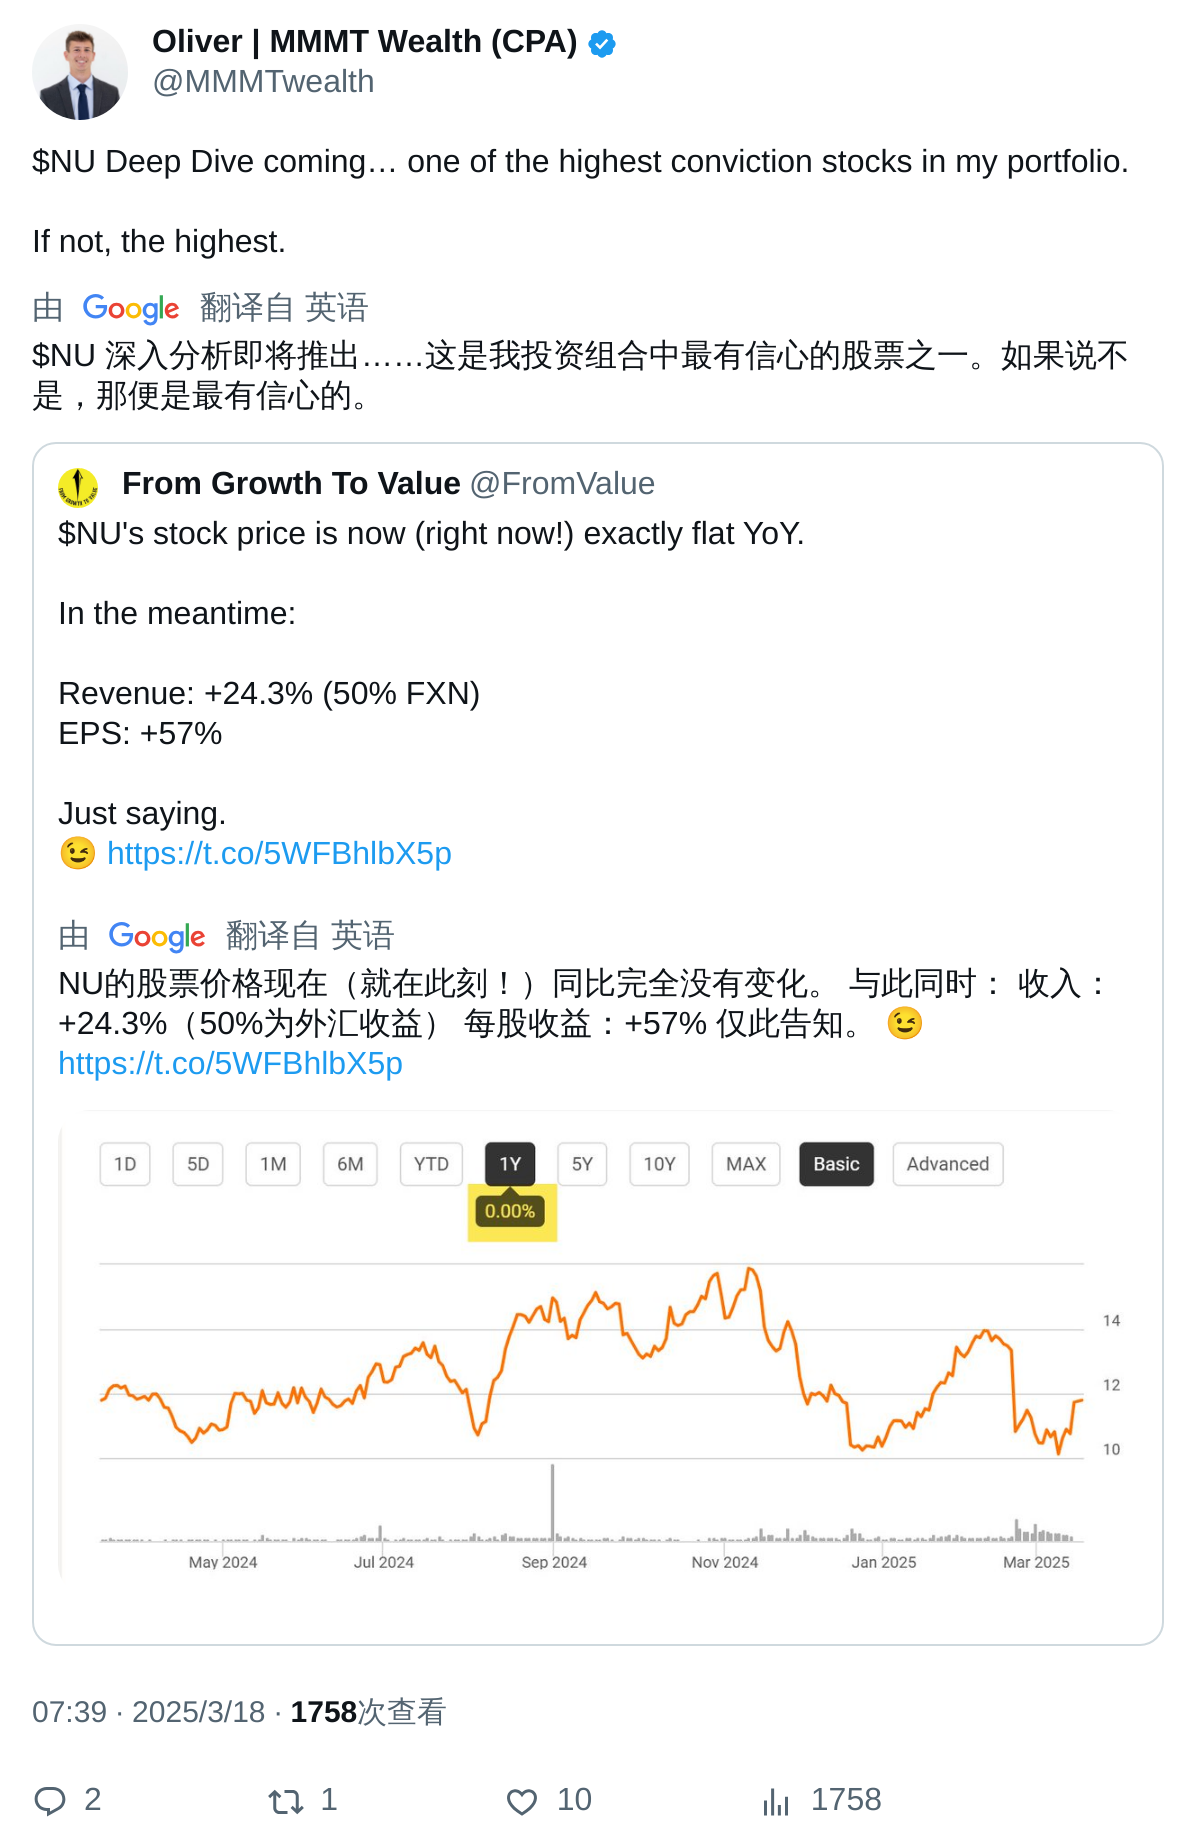 Oliver | MMMT Wealth (CPA)
@MMMTwealth
$NU Deep Dive coming… one of the highest conviction stocks in my portfolio.
If not, the highest.
由 Google 翻译自 英语
$NU 深入分析即将推出……这是我投资组合中最有信心的股票之一。如果说不
是，那便是最有信心的。
From Growth To Value @FromValue
$NU's stock price is now (right now!) exactly flat YoY.
In the meantime:
Revenue: +24.3% (50% FXN)
EPS: +57%
Just saying.
😉 https://t.co/5WFBhlbX5p
由 Google 翻译自 英语
NU的股票价格现在（就在此刻！）同比完全没有变化。 与此同时： 收入：
+24.3%（50%为外汇收益） 每股收益：+57% 仅此告知。 😉
https://t.co/5WFBhlbX5p
1D 5D 1M 6M YTD 1Y 5Y 10Y MAX Basic Advanced
0.00%
14
12
10
May 2024 Jul 2024 Sep 2024 Nov 2024 Jan 2025 Mar 2025
07:39 · 2025/3/18 · 1758次查看
2 1 10 1758